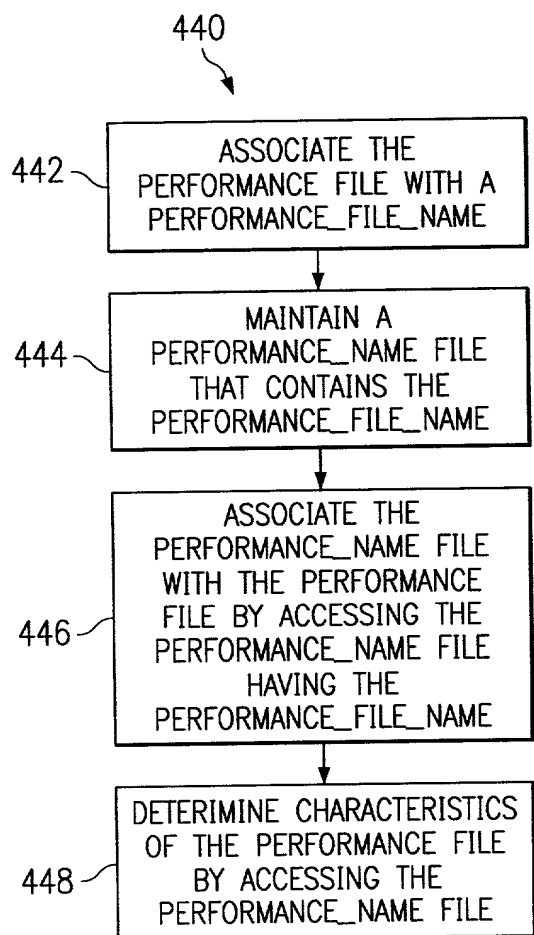 440
442
ASSOCIATE THE
PERFORMANCE FILE WITH A
PERFORMANCE_FILE_NAME
444
MAINTAIN A
PERFORMANCE_NAME FILE
THAT CONTAINS THE
PERFORMANCE_FILE_NAME
446
ASSOCIATE THE
PERFORMANCE_NAME FILE
WITH THE PERFORMANCE
FILE BY ACCESSING THE
PERFORMANCE_NAME FILE
HAVING THE
PERFORMANCE_FILE_NAME
448
DETERIMINE CHARACTERISTICS
OF THE PERFORMANCE FILE
BY ACCESSING THE
PERFORMANCE_NAME FILE